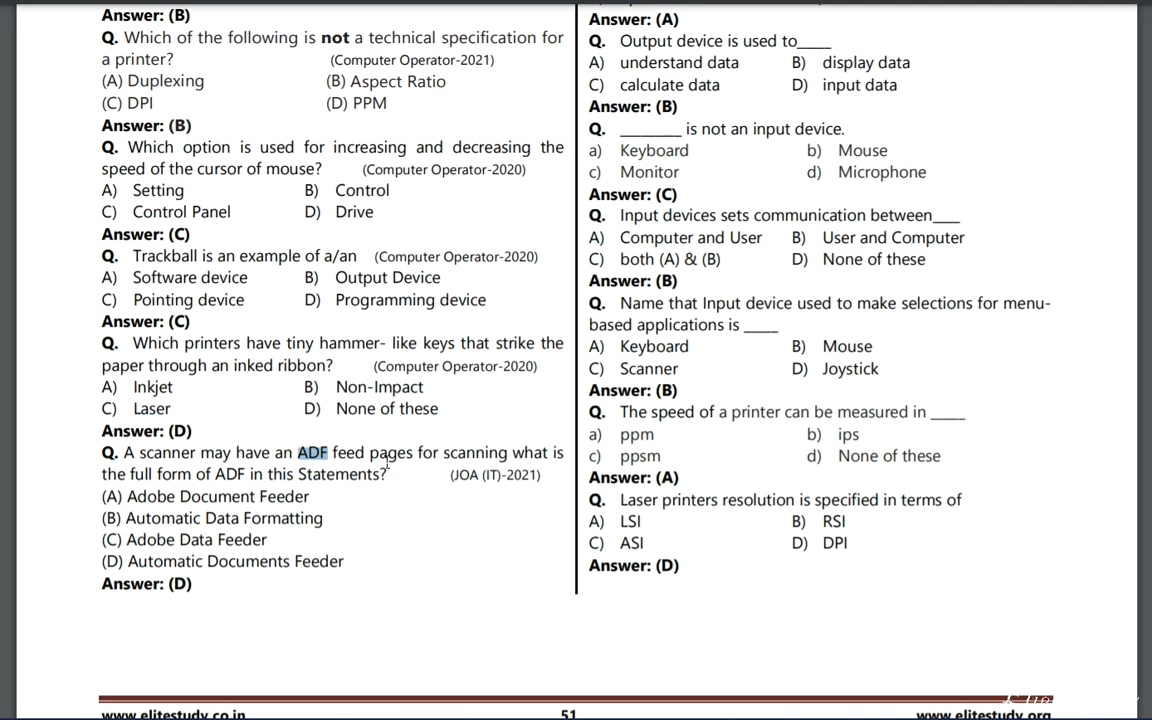 Answer: (B)
Q. Which of the following is not a technical specification for
a printer? (Computer Operator-2021)
(A) Duplexing (B) Aspect Ratio
(C) DPI (D) PPM
Answer: (B)
Q. Which option is used for increasing and decreasing the
speed of the cursor of mouse? (Computer Operator-2020)
A) Setting B) Control
C) Control Panel D) Drive
Answer: (C)
Q. Trackball is an example of a/an (Computer Operator-2020)
A) Software device B) Output Device
C) Pointing device D) Programming device
Answer: (C)
Q. Which printers have tiny hammer- like keys that strike the
paper through an inked ribbon? (Computer Operator-2020)
A) Inkjet B) Non-Impact
C) Laser D) None of these
Answer: (D)
Q. A scanner may have an ADF feed pages for scanning what is
the full form of ADF in this Statements? (JOA (IT)-2021)
(A) Adobe Document Feeder
(B) Automatic Data Formatting
(C) Adobe Data Feeder
(D) Automatic Documents Feeder
Answer: (D)
Answer: (A)
Q. Output device is used to____
A) understand data B) display data
C) calculate data D) input data
Answer: (B)
Q. _______ is not an input device.
a) Keyboard b) Mouse
c) Monitor d) Microphone
Answer: (C)
Q. Input devices sets communication between___
A) Computer and User B) User and Computer
C) both (A) & (B) D) None of these
Answer: (B)
Q. Name that Input device used to make selections for menu-
based applications is ____
A) Keyboard B) Mouse
C) Scanner D) Joystick
Answer: (B)
Q. The speed of a printer can be measured in ____
a) ppm b) ips
c) ppsm d) None of these
Answer: (A)
Q. Laser printers resolution is specified in terms of
A) LSI B) RSI
C) ASI D) DPI
Answer: (D)
www.elitestudy.co.in 51 www.elitestudy.org